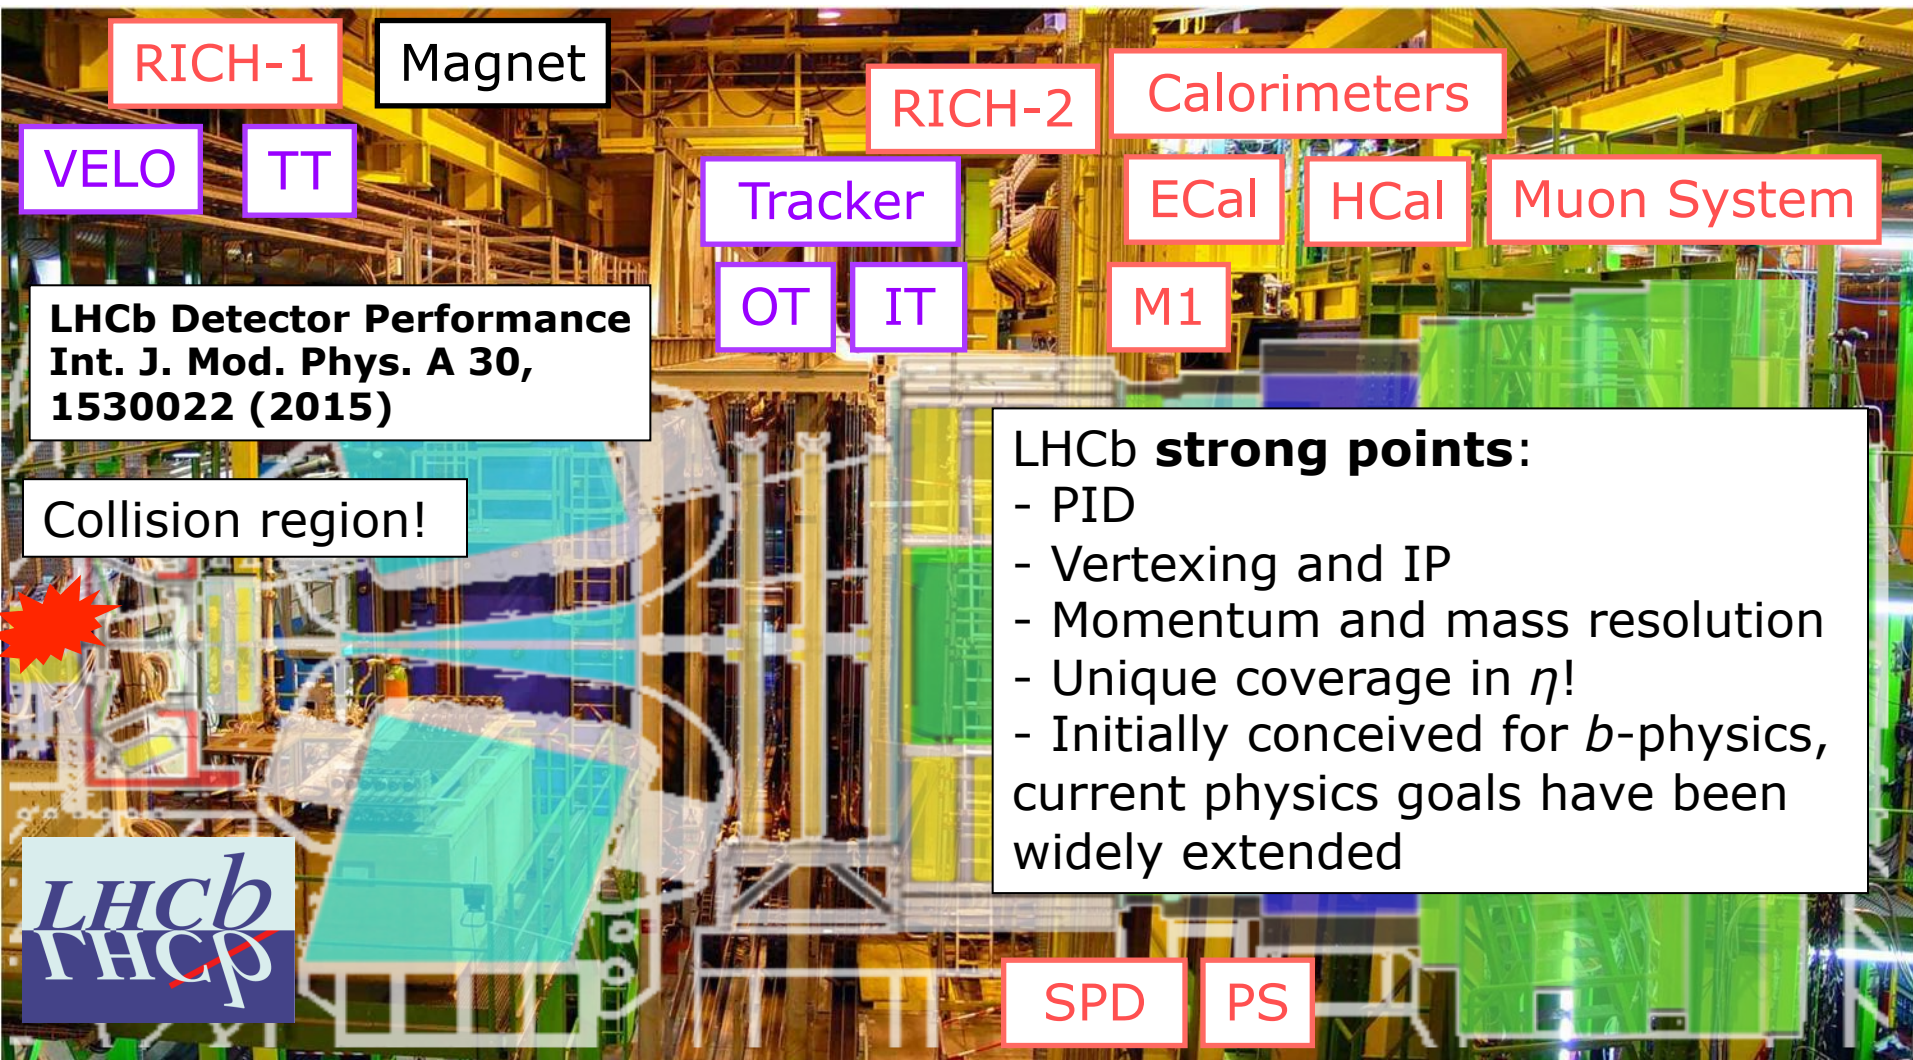 RICH-1
Magnet
RICH-2
Calorimeters
VELO
TT
Tracker
ECal
HCal
Muon System
OT
IT
M1
LHCb Detector Performance
Int. J. Mod. Phys. A 30,
1530022 (2015)
Collision region!
LHCb strong points:
- PID
- Vertexing and IP
- Momentum and mass resolution
- Unique coverage in η!
- Initially conceived for b-physics,
current physics goals have been
widely extended
LHCb
LHCb
SPD
PS